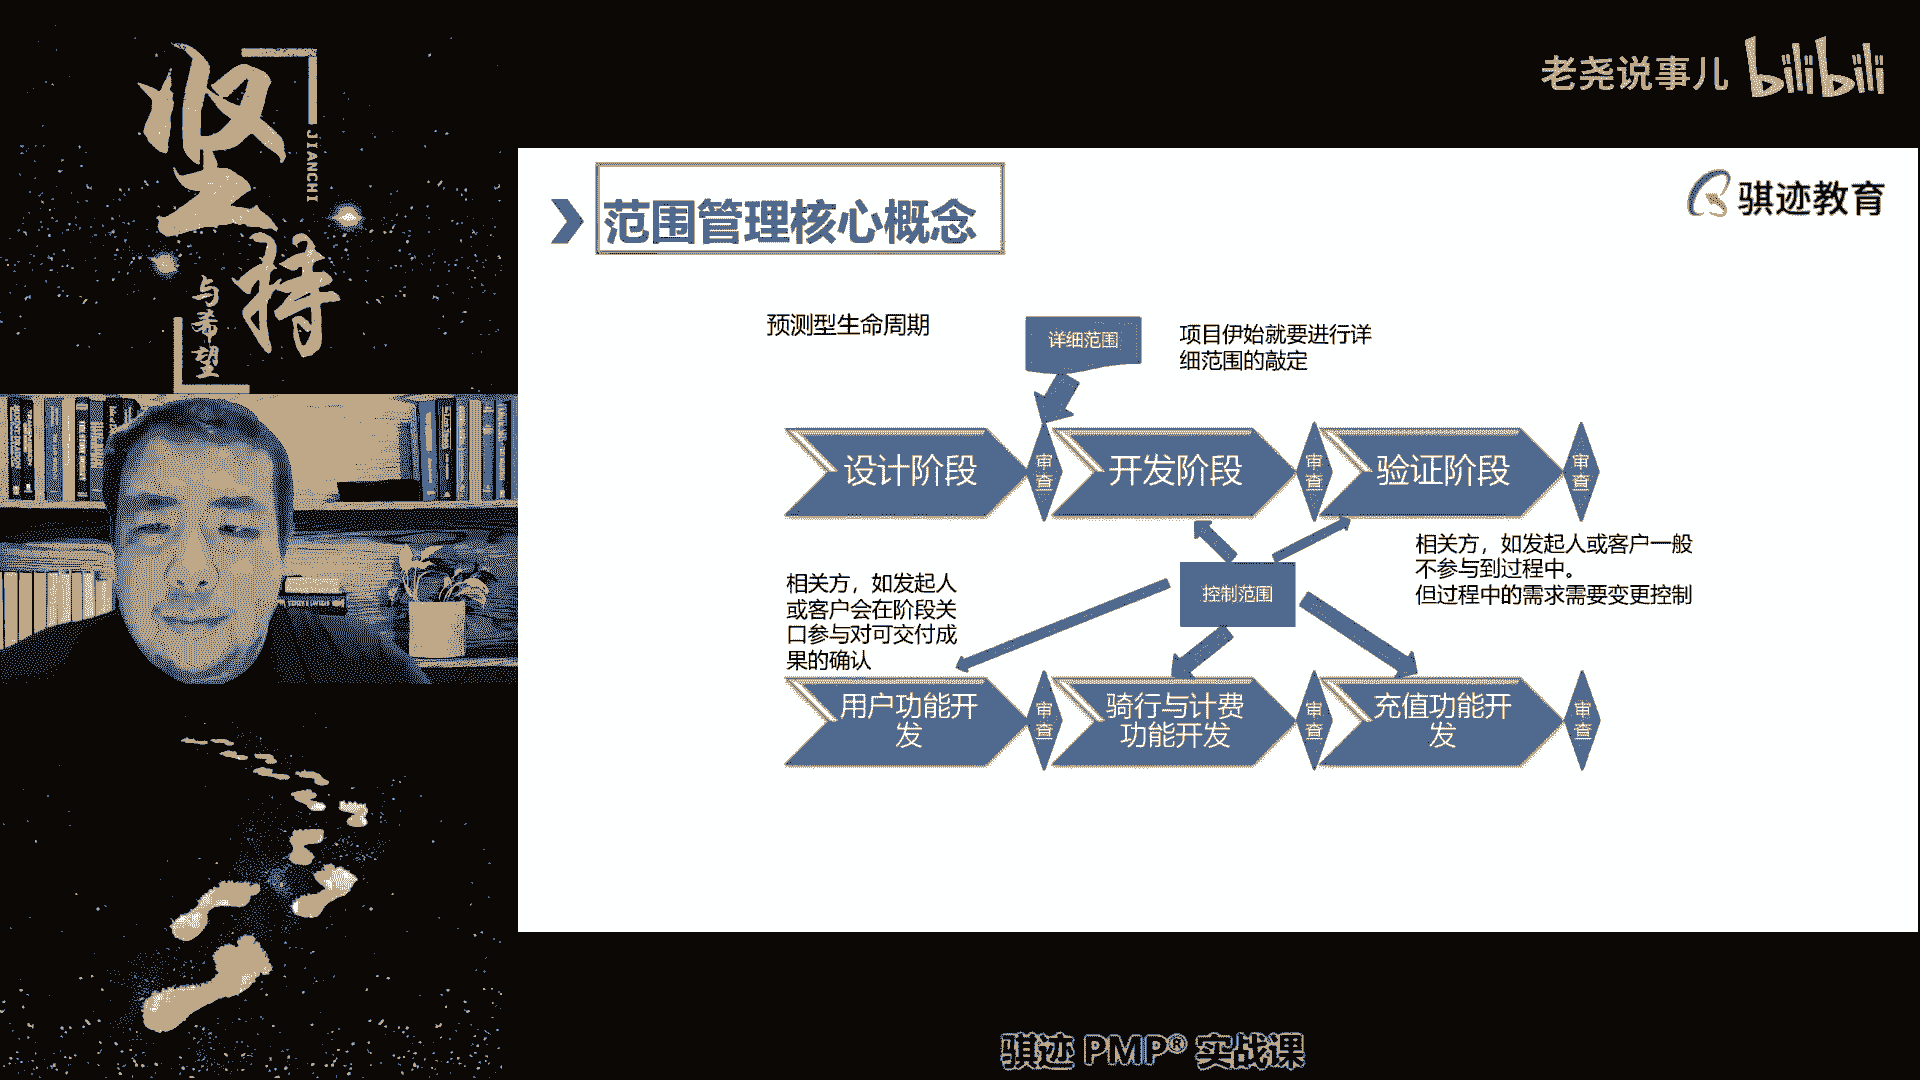 坚持
JIANCHI
与希望
老尧说事儿 bilibili
范围管理核心概念
骐迹教育
预测型生命周期
详细范围
项目伊始就要进行详
细范围的敲定
设计阶段
审查
开发阶段
审查
验证阶段
审查
控制范围
相关方，如发起人或客户一般
不参与到过程中。
但过程中的需求需要变更控制
相关方，如发起人
或客户会在阶段关
口参与对可交付成
果的确认
用户功能开
发
审查
骑行与计费
功能开发
审查
充值功能开
发
审查
骐迹 PMP® 实战课